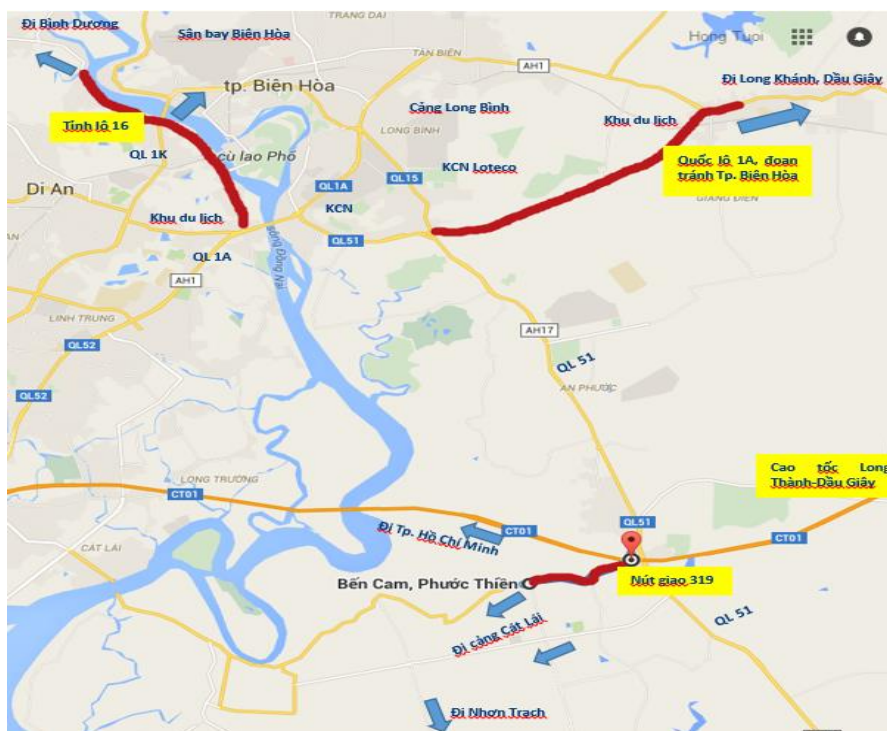 Đi Bình Dương
TRANG DAI
Sân bay Biên Hòa
Hong Tuoi
TÂN BIÊN
AH1
Đi Long Khánh, Dầu Giây
tp. Biên Hòa
Cảng Long Bình
Khu du lịch
Tỉnh lộ 16
LONG BINH
QL 1K
cù lao Phố
KCN Loteco
Quốc lộ 1A, đoạn
tránh Tp. Biên Hòa
Di An
QL1A
QL15
GIANG ĐIỀN
KCN
Khu du lịch
QL51
QL 1A
sông Đồng Nai
AH1
LINH TRUNG
AH17
QL52
QL 51
AN PHƯỚC
QL52
Cao tốc Long
Thành-Dầu Giây
LONG TRƯỜNG
CT01
Đi Tp. Hồ Chí Minh
CT01
QL51
CT01
CÁT LÁI
Bến Cam, Phước Thiền
Nút giao 319
QL 51
Đi cảng Cát Lái
Đi Nhơn Trạch